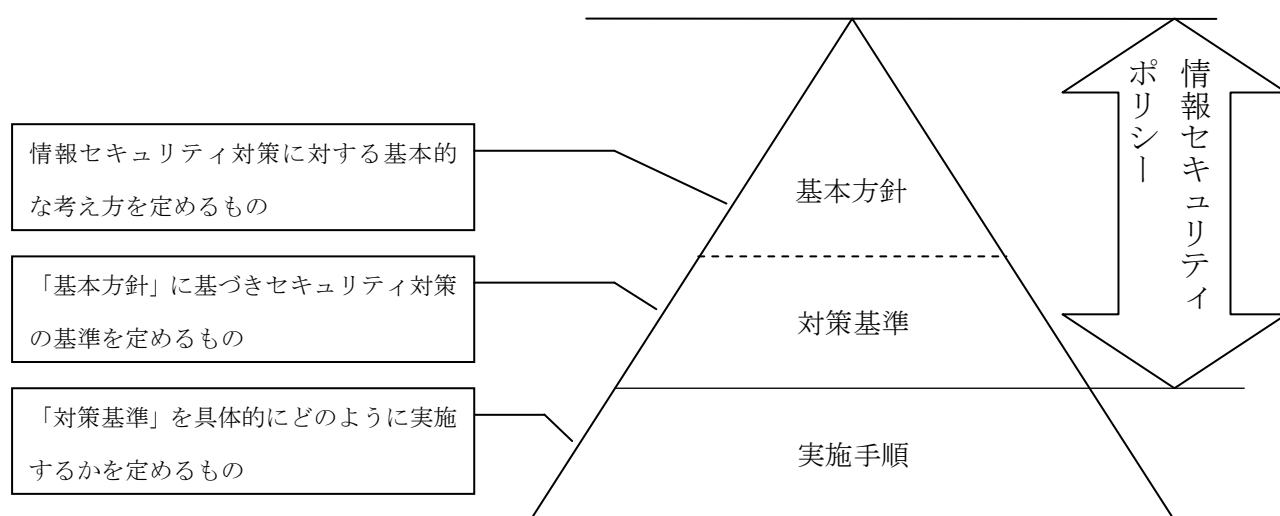 情報セキュリティ対策に対する基本的
な考え方を定めるもの
「基本方針」に基づきセキュリティ対策
の基準を定めるもの
「対策基準」を具体的にどのように実施
するかを定めるもの
基本方針
対策基準
実施手順
情報セキュリティ
ポリシー